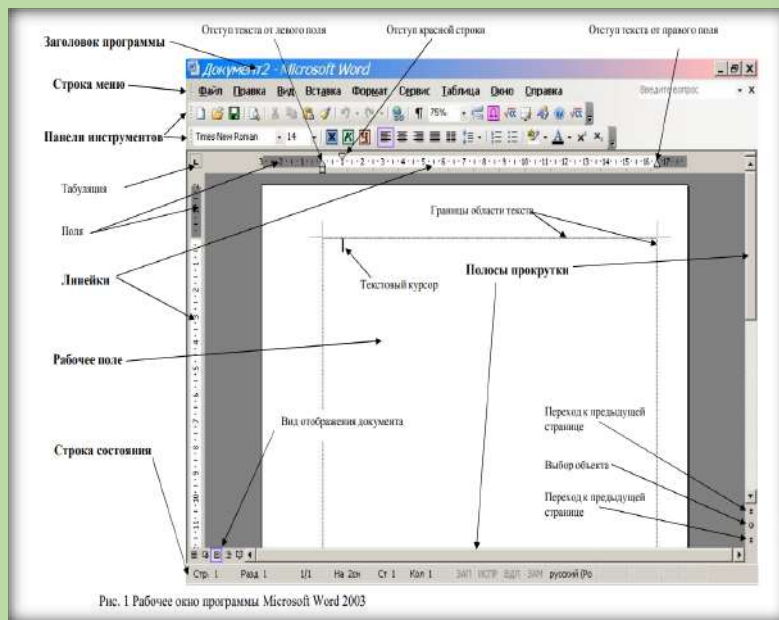 Отступ текста от левого поля
Отступ красной строки
Отступ текста от правого поля
Заголовок программы
Документ2 - Microsoft Word
Строка меню
Файл Правка Вид Вставка Формат Сервис Таблица Окно Справка
Введите вопрос
75%
Панели инструментов
Times New Roman 14
Табуляция
Поля
Границы области текста
Линейки
Текстовый курсор
Полосы прокрутки
Рабочее поле
Вид отображения документа
Переход к предыдущей
странице
Строка состояния
Выбор объекта
Переход к предыдущей
странице
Стр. 1 Разд 1 1/1 На 2см Ст 1 Кол 1 ЗАП ИСПР ВДЛ ЗАМ русский (Ро
Рис. 1 Рабочее окно программы Microsoft Word 2003